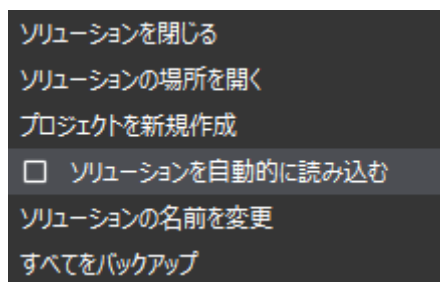 ソリューションを閉じる
ソリューションの場所を開く
プロジェクトを新規作成
ソリューションを自動的に読み込む
ソリューションの名前を変更
すべてをバックアップ